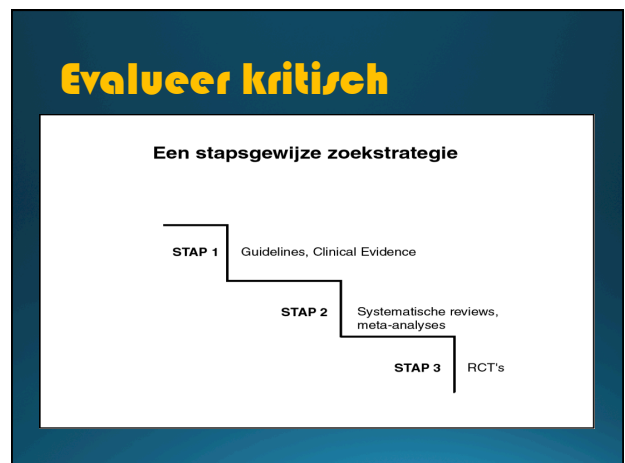 Evalueer kritisch
Een stapsgewijze zoekstrategie
STAP 1
Guidelines, Clinical Evidence
STAP 2
Systematische reviews,
meta-analyses
STAP 3
RCT's